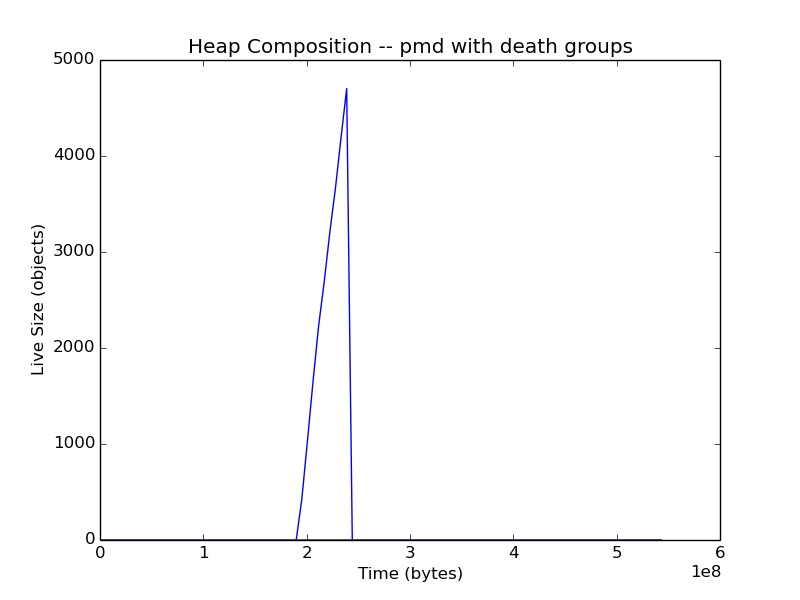 Heap Composition -- pmd with death groups
5000
4000
3000
2000
1000
0
Live Size (objects)
0 1 2 3 4 5 6
1e8
Time (bytes)